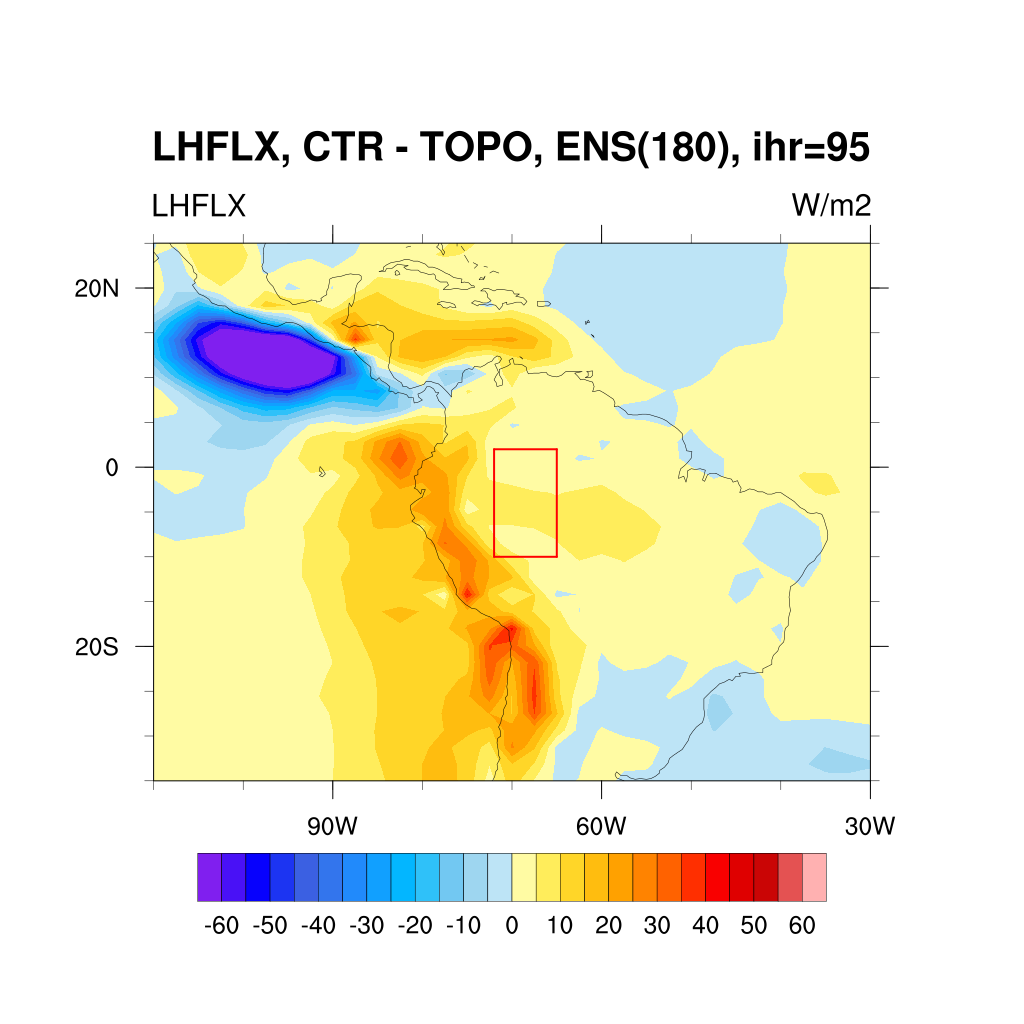 LHFLX, CTR - TOPO, ENS(180), ihr=95
LHFLX W/m2
20N
0
20S
90W 60W 30W
-60 -50 -40 -30 -20 -10 0 10 20 30 40 50 60